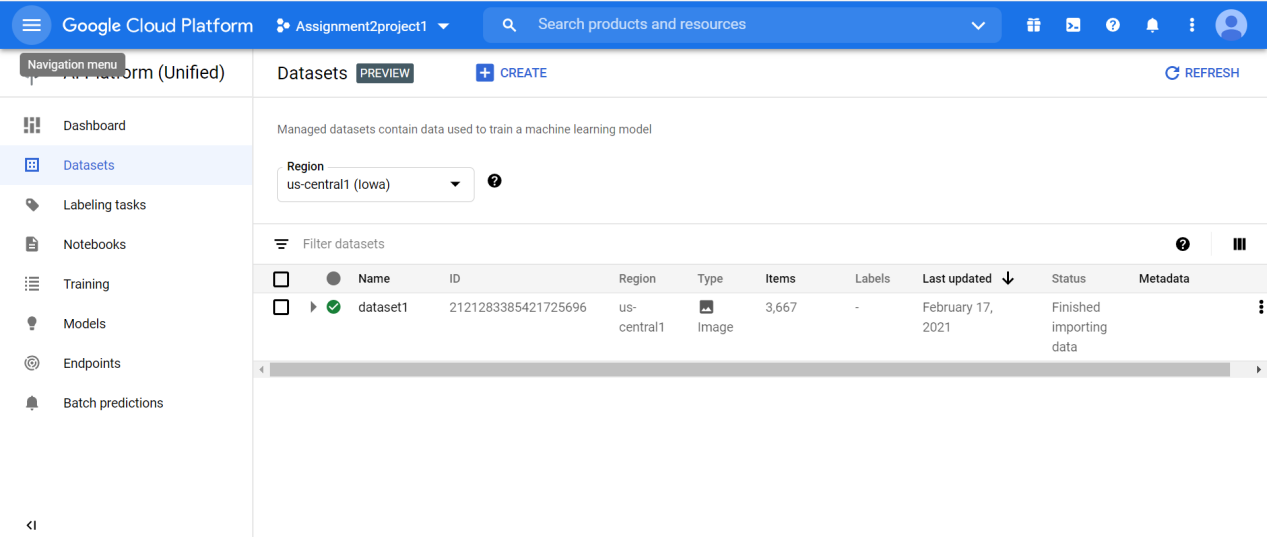 Google Cloud Platform Assignment2project1 Search products and resources
Navigation menu
Platform (Unified)
Datasets PREVIEW CREATE REFRESH
Dashboard
Datasets
Labeling tasks
Notebooks
Training
Models
Endpoints
Batch predictions
Managed datasets contain data used to train a machine learning model
Region
us-central1 (Iowa)
Filter datasets
Name ID Region Type Items Labels Last updated Status Metadata
dataset1 2121283385421725696 us- 3,667 - February 17, Finished
central1 Image 2021 importing
data